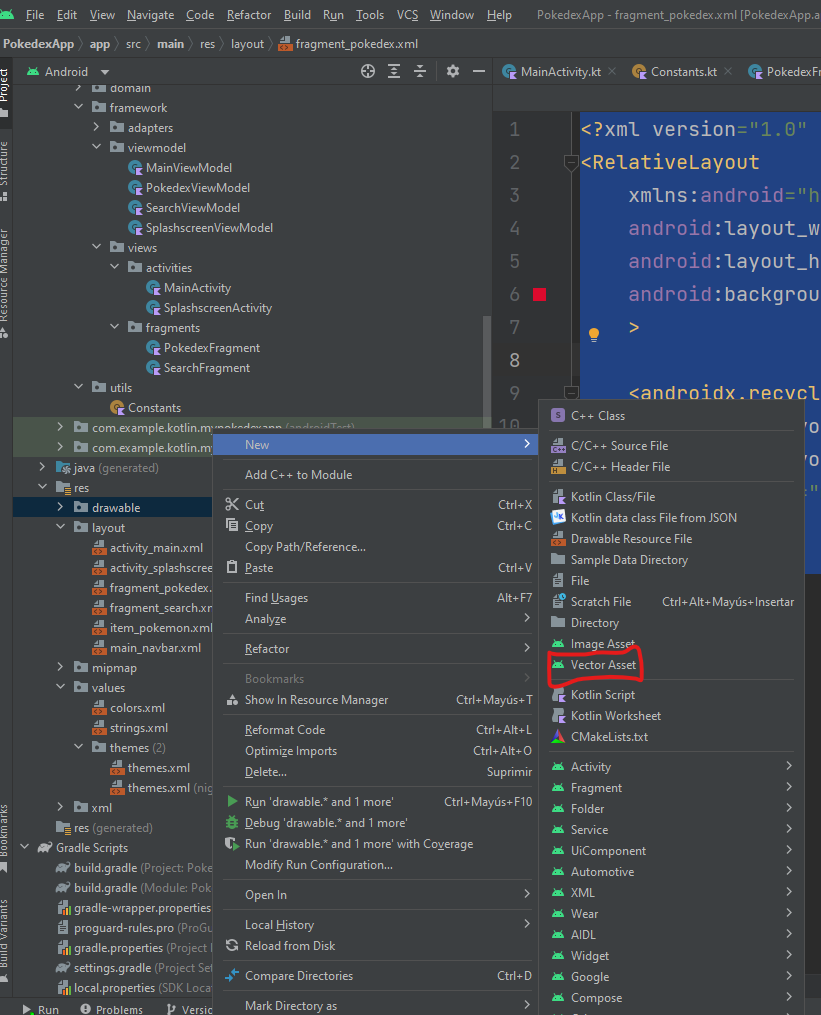 File Edit View Navigate Code Refactor Build Run Tools VCS Window Help PokedexApp - fragment_pokedex.xml [PokedexApp.a
PokedexApp app src main res layout fragment_pokedex.xml
Project
Structure
Resource Manager
Bookmarks
Build Variants
Android
domain
framework
adapters
viewmodel
MainViewModel
PokedexViewModel
SearchViewModel
SplashscreenViewModel
views
activities
MainActivity
SplashscreenActivity
fragments
PokedexFragment
SearchFragment
utils
Constants
com.example.kotlin.mypokedexapp (androidTest)
com.example.kotlin.my
java (generated)
res
drawable
layout
activity_main.xml
activity_splashscree
fragment_pokedex.
fragment_search.xm
item_pokemon.xml
main_navbar.xml
mipmap
values
colors.xml
strings.xml
themes (2)
themes.xml
themes.xml (nig
xml
res (generated)
Gradle Scripts
build.gradle (Project: Poke
build.gradle (Module: Pok
gradle-wrapper.properties
proguard-rules.pro (ProGu
gradle.properties (Project P
settings.gradle (Project Set
local.properties (SDK Locat
Run Problems Versio
MainActivity.kt Constants.kt PokedexFr
1 <?xml version="1.0"
2 <RelativeLayout
3 xmlns:android="h
4 android:layout_w
5 android:layout_h
6 android:backgrou
7 >
8
9 <androidx.recycl
10
New
Add C++ to Module
Cut Ctrl+X
Copy Ctrl+C
Copy Path/Reference...
Paste Ctrl+V
Find Usages Alt+F7
Analyze
Refactor
Bookmarks
Show In Resource Manager Ctrl+Mayús+T
Reformat Code Ctrl+Alt+L
Optimize Imports Ctrl+Alt+O
Delete... Suprimir
Run 'drawable.* and 1 more' Ctrl+Mayús+F10
Debug 'drawable.* and 1 more'
Run 'drawable.* and 1 more' with Coverage
Modify Run Configuration...
Open In
Local History
Reload from Disk
Compare Directories Ctrl+D
Mark Directory as
C++ Class
C/C++ Source File
C/C++ Header File
Kotlin Class/File
Kotlin data class File from JSON
Drawable Resource File
Sample Data Directory
File
Scratch File Ctrl+Alt+Mayús+Insertar
Directory
Image Asset
Vector Asset
Kotlin Script
Kotlin Worksheet
CMakeLists.txt
Activity
Fragment
Folder
Service
UiComponent
Automotive
XML
Wear
AIDL
Widget
Google
Compose